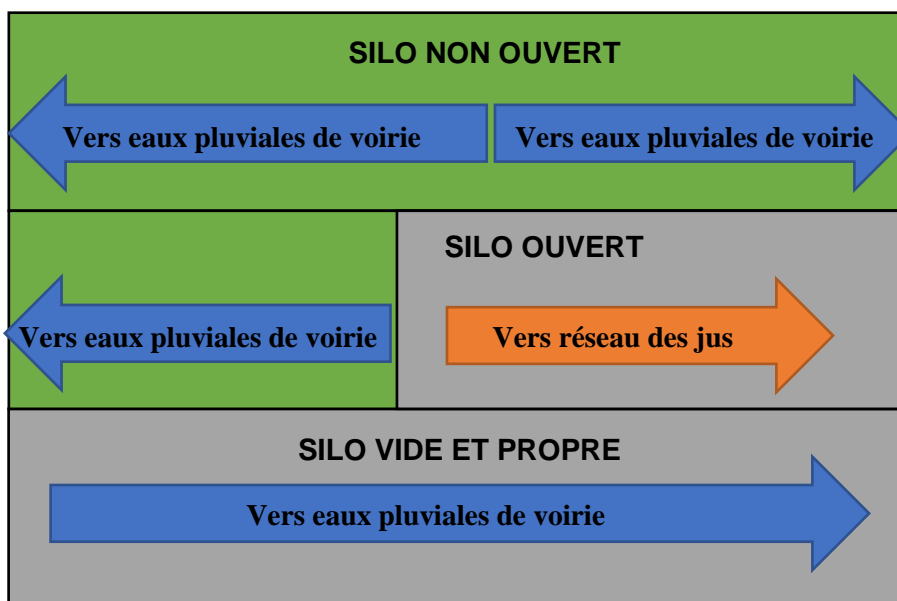 SILO NON OUVERT
Vers eaux pluviales de voirie
Vers eaux pluviales de voirie
SILO OUVERT
Vers eaux pluviales de voirie
Vers réseau des jus
SILO VIDE ET PROPRE
Vers eaux pluviales de voirie